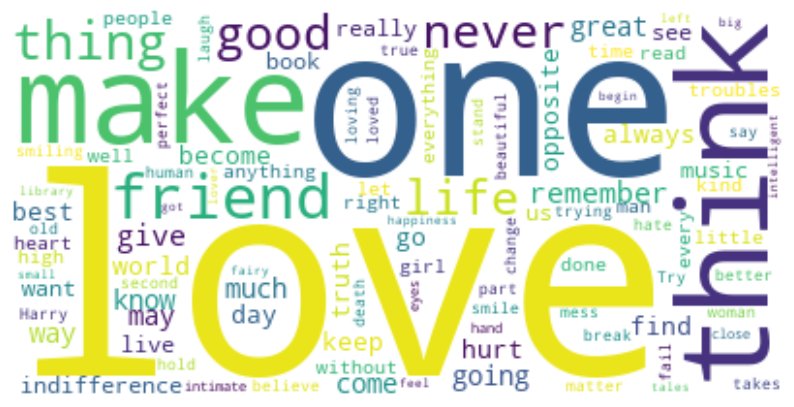 thing
people
laugh
good
really
never
great
see
left
big
true
book
time
read
make
one
think
perfect
loving
loved
everything
stand
beautiful
opposite
begin
troubles
always
say
intelligent
smiling
well
become
human
anything
music
kind
library
friend
got
lover
let
right
life
remember
us
trying
man
hate
every
little
best
old
heart
high
small
want
Harry
way
give
world
second
know
may
live
hold
love
fairy
much
day
truth
death
keep
without
come
happiness
go
girl
eyes
change
part
smile
hand
hurt
going
feel
done
mess
break
find
Try
better
woman
close
fail
indifference
intimate
believe
matter
tales
takes